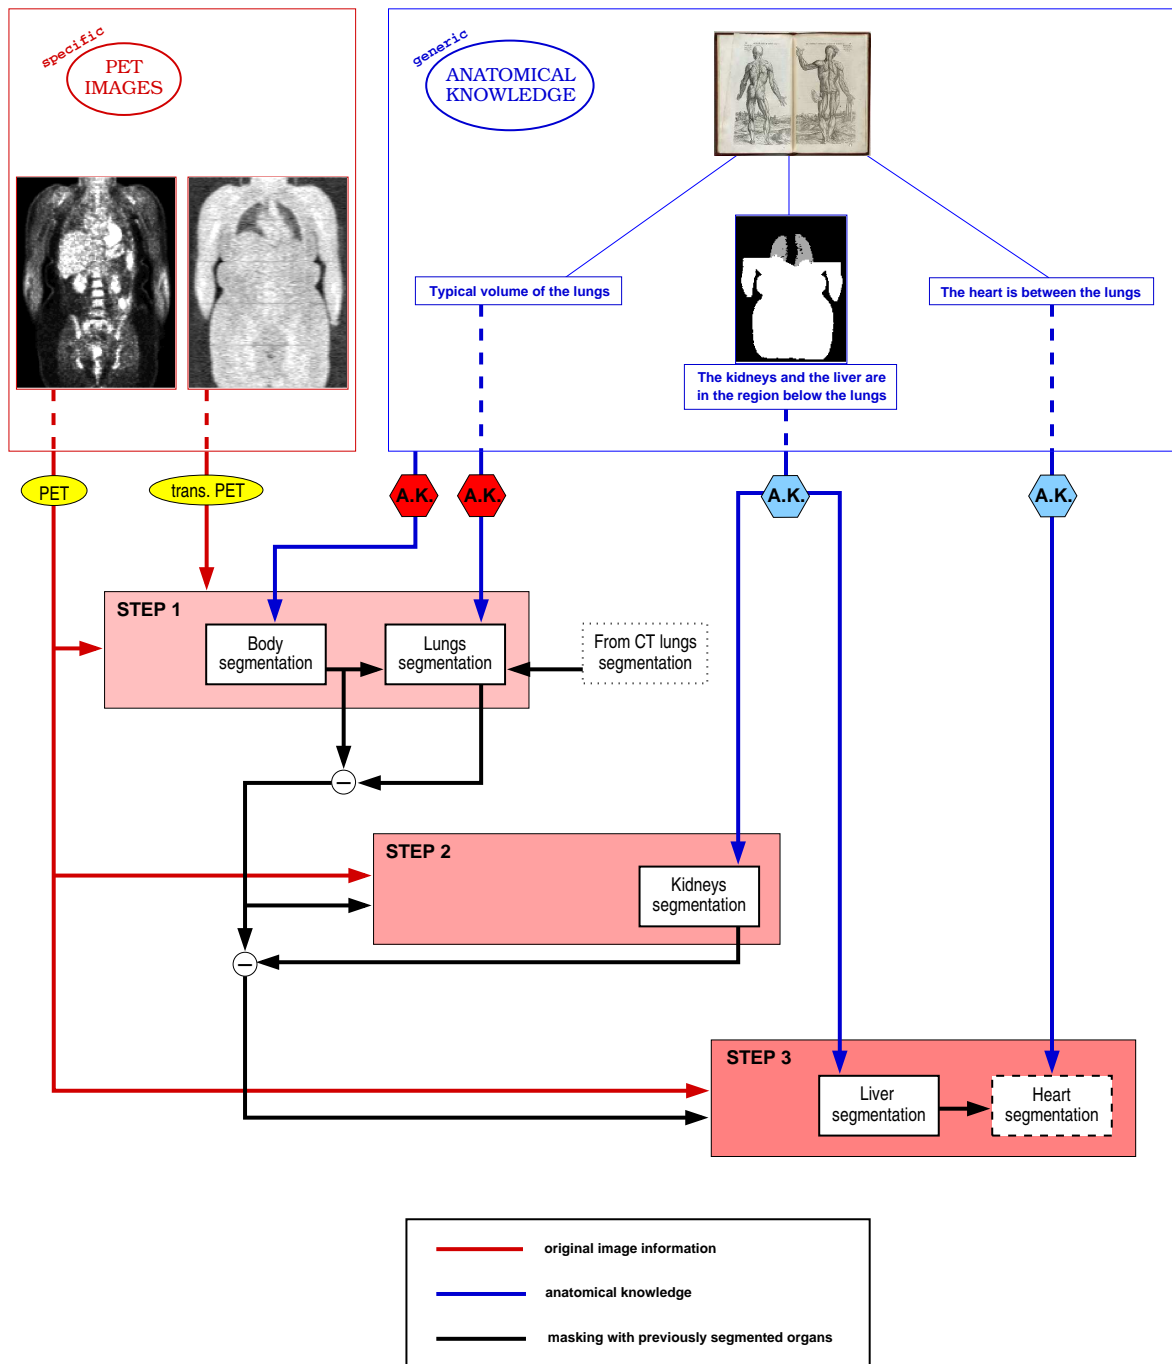 specific
PET
IMAGES
generic
ANATOMICAL
KNOWLEDGE
Typical volume of the lungs
The heart is between the lungs
The kidneys and the liver are
in the region below the lungs
PET
trans. PET
A.K.
A.K.
A.K.
A.K.
STEP 1
Body
segmentation
Lungs
segmentation
From CT lungs
segmentation
−
STEP 2
Kidneys
segmentation
−
STEP 3
Liver
segmentation
Heart
segmentation
original image information
anatomical knowledge
masking with previously segmented organs